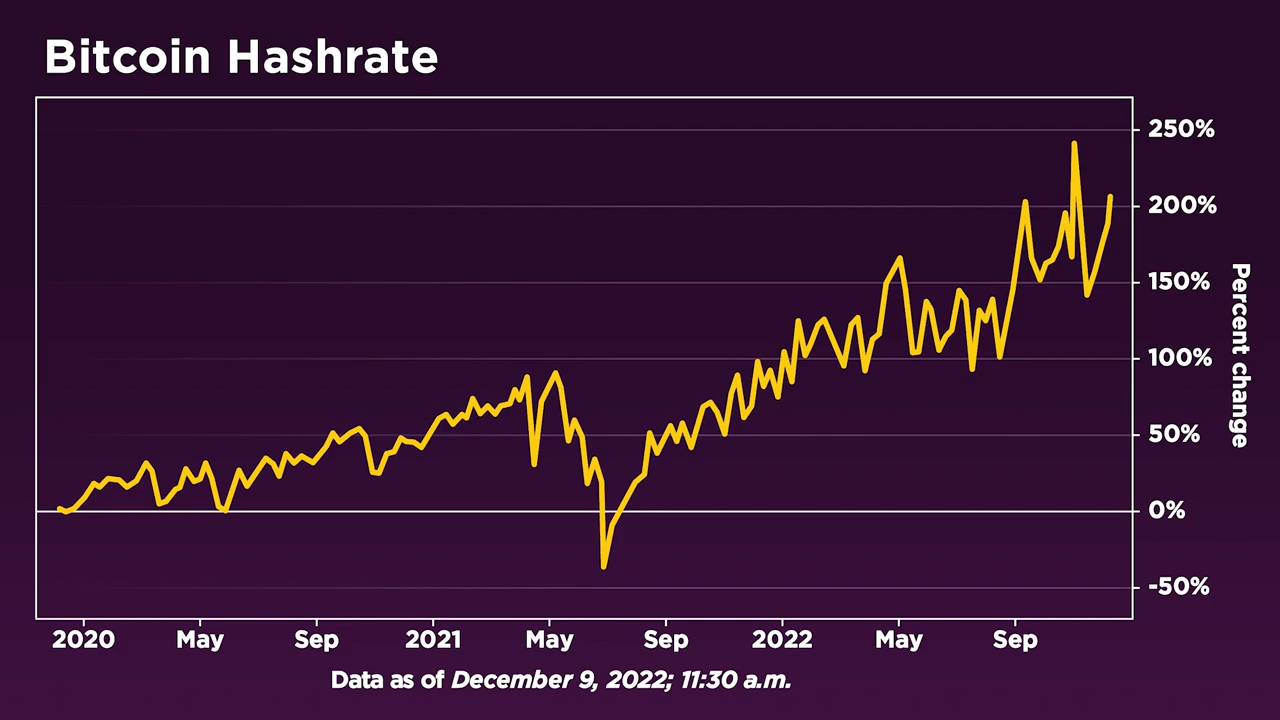 Bitcoin Hashrate
250%
200%
150%
100%
50%
0%
-50%
Percent change
2020 May Sep 2021 May Sep 2022 May Sep
Data as of December 9, 2022; 11:30 a.m.